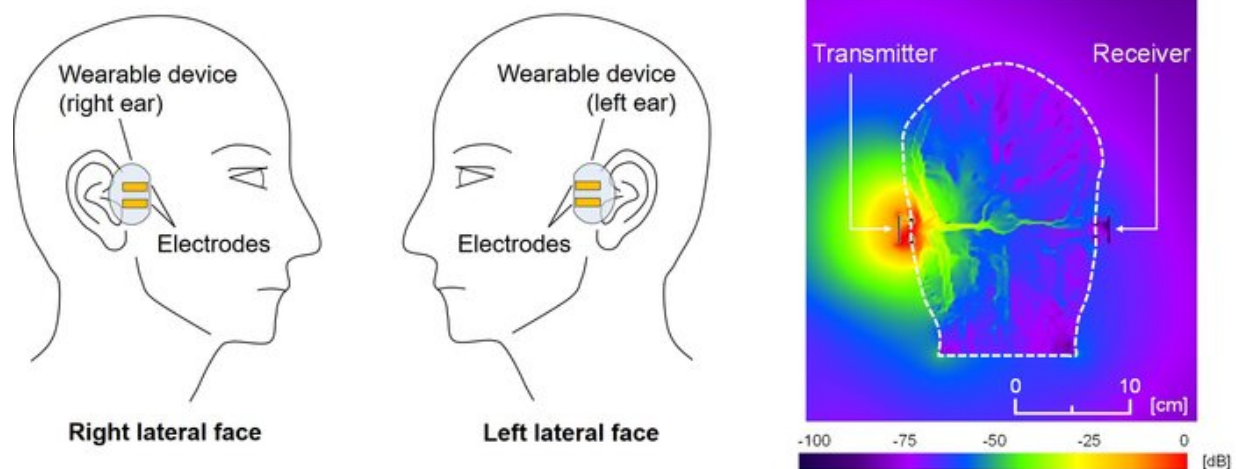 Wearable device
(right ear)
Electrodes
Right lateral face
Wearable device
(left ear)
Electrodes
Left lateral face
Transmitter
Receiver
0 10
[cm]
-100 -75 -50 -25 0
[dB]